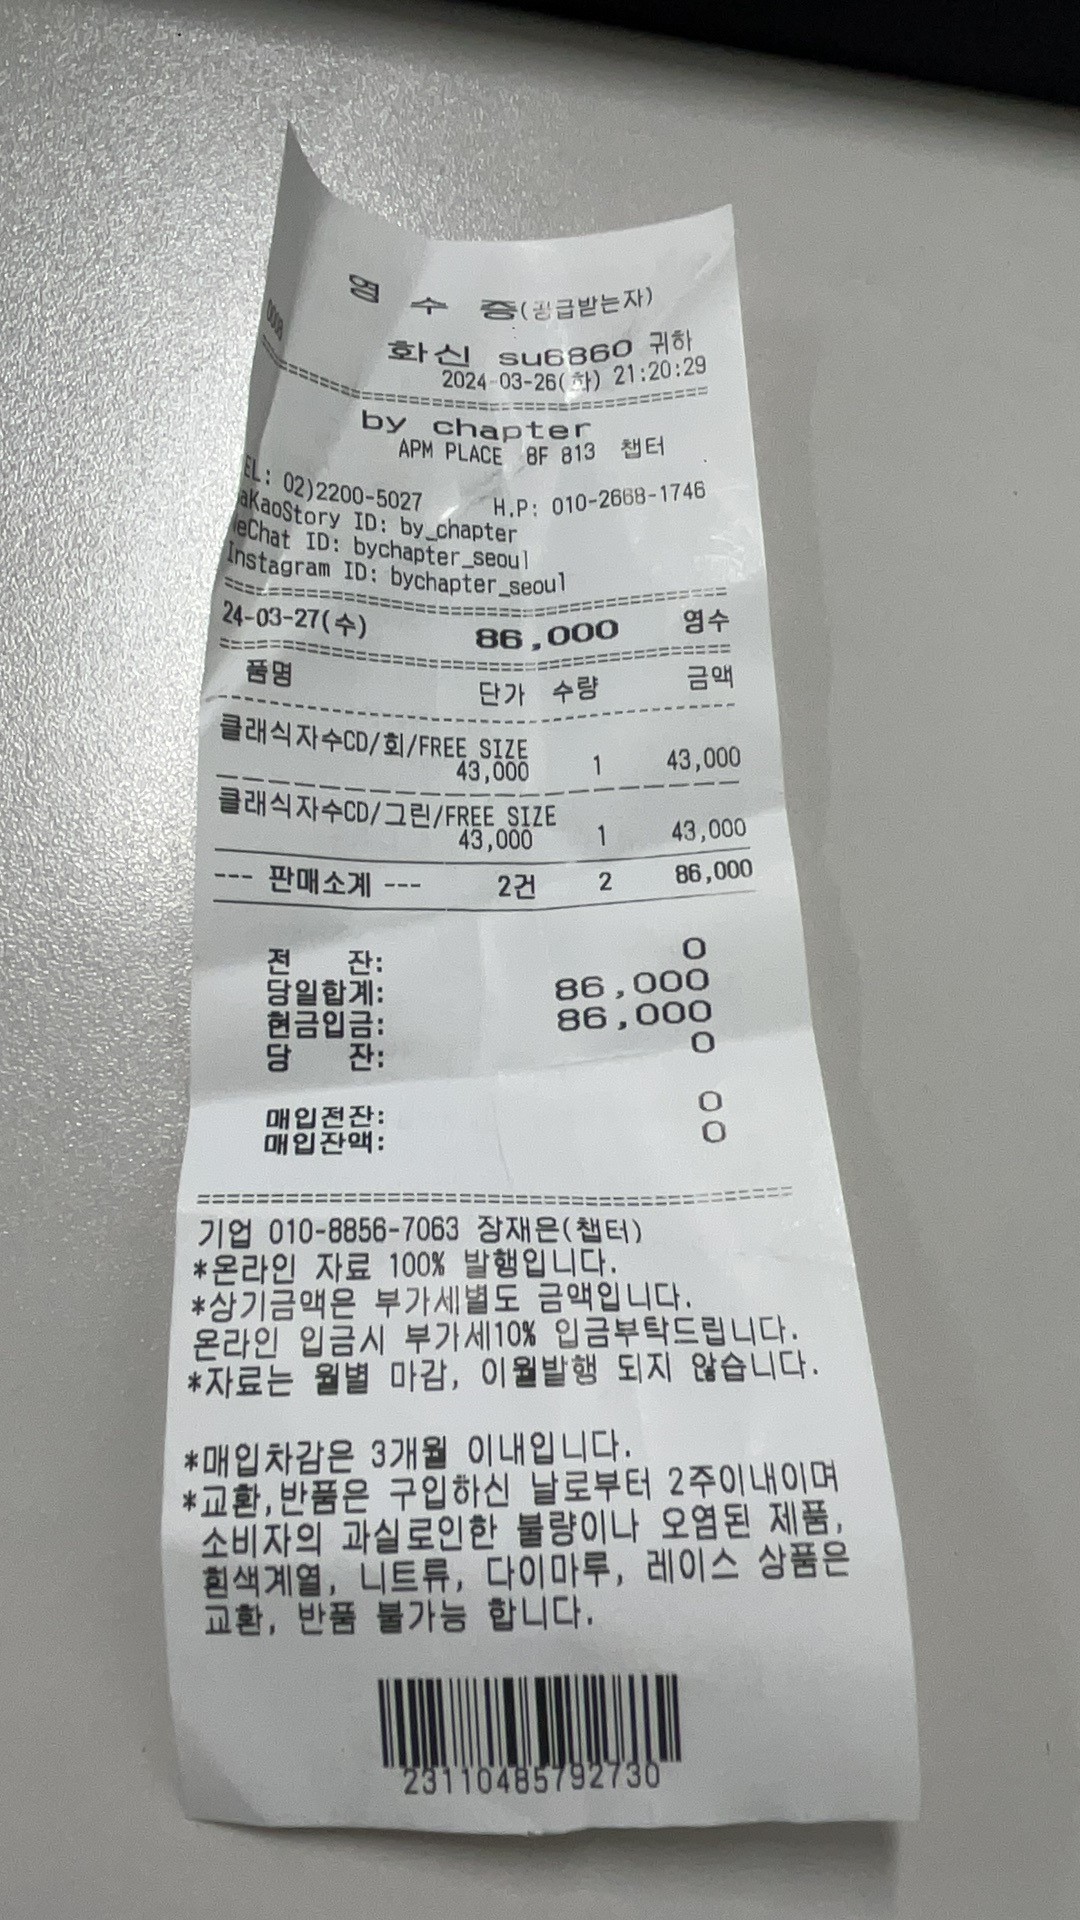 영 수 증(공급받는자)
0009
화신 su6860 귀하
2024-03-26(화) 21:20:29
by chapter
APM PLACE 8F 813 챕터
EL: 02)2200-5027 H.P: 010-2668-1746
aKaoStory ID: by_chapter
eChat ID: bychapter_seoul
Instagram ID: bychapter_seoul
24-03-27(수) 86,000 영수
품명 단가 수량 금액
클래식자수CD/회/FREE SIZE
43,000 1 43,000
클래식자수CD/그린/FREE SIZE
43,000 1 43,000
--- 판매소계 --- 2건 2 86,000
전 잔: 0
당일합계: 86,000
현금입금: 86,000
당 잔: 0
매입전잔: 0
매입잔액: 0
기업 010-8856-7063 장재은(챕터)
*온라인 자료 100% 발행입니다.
*상기금액은 부가세별도 금액입니다.
온라인 입금시 부가세10% 입금부탁드립니다.
*자료는 월별 마감, 이월발행 되지 않습니다.
*매입차감은 3개월 이내입니다.
*교환,반품은 구입하신 날로부터 2주이내이며
소비자의 과실로인한 불량이나 오염된 제품,
흰색계열, 니트류, 다이마루, 레이스 상품은
교환, 반품 불가능 합니다.
23110485792730